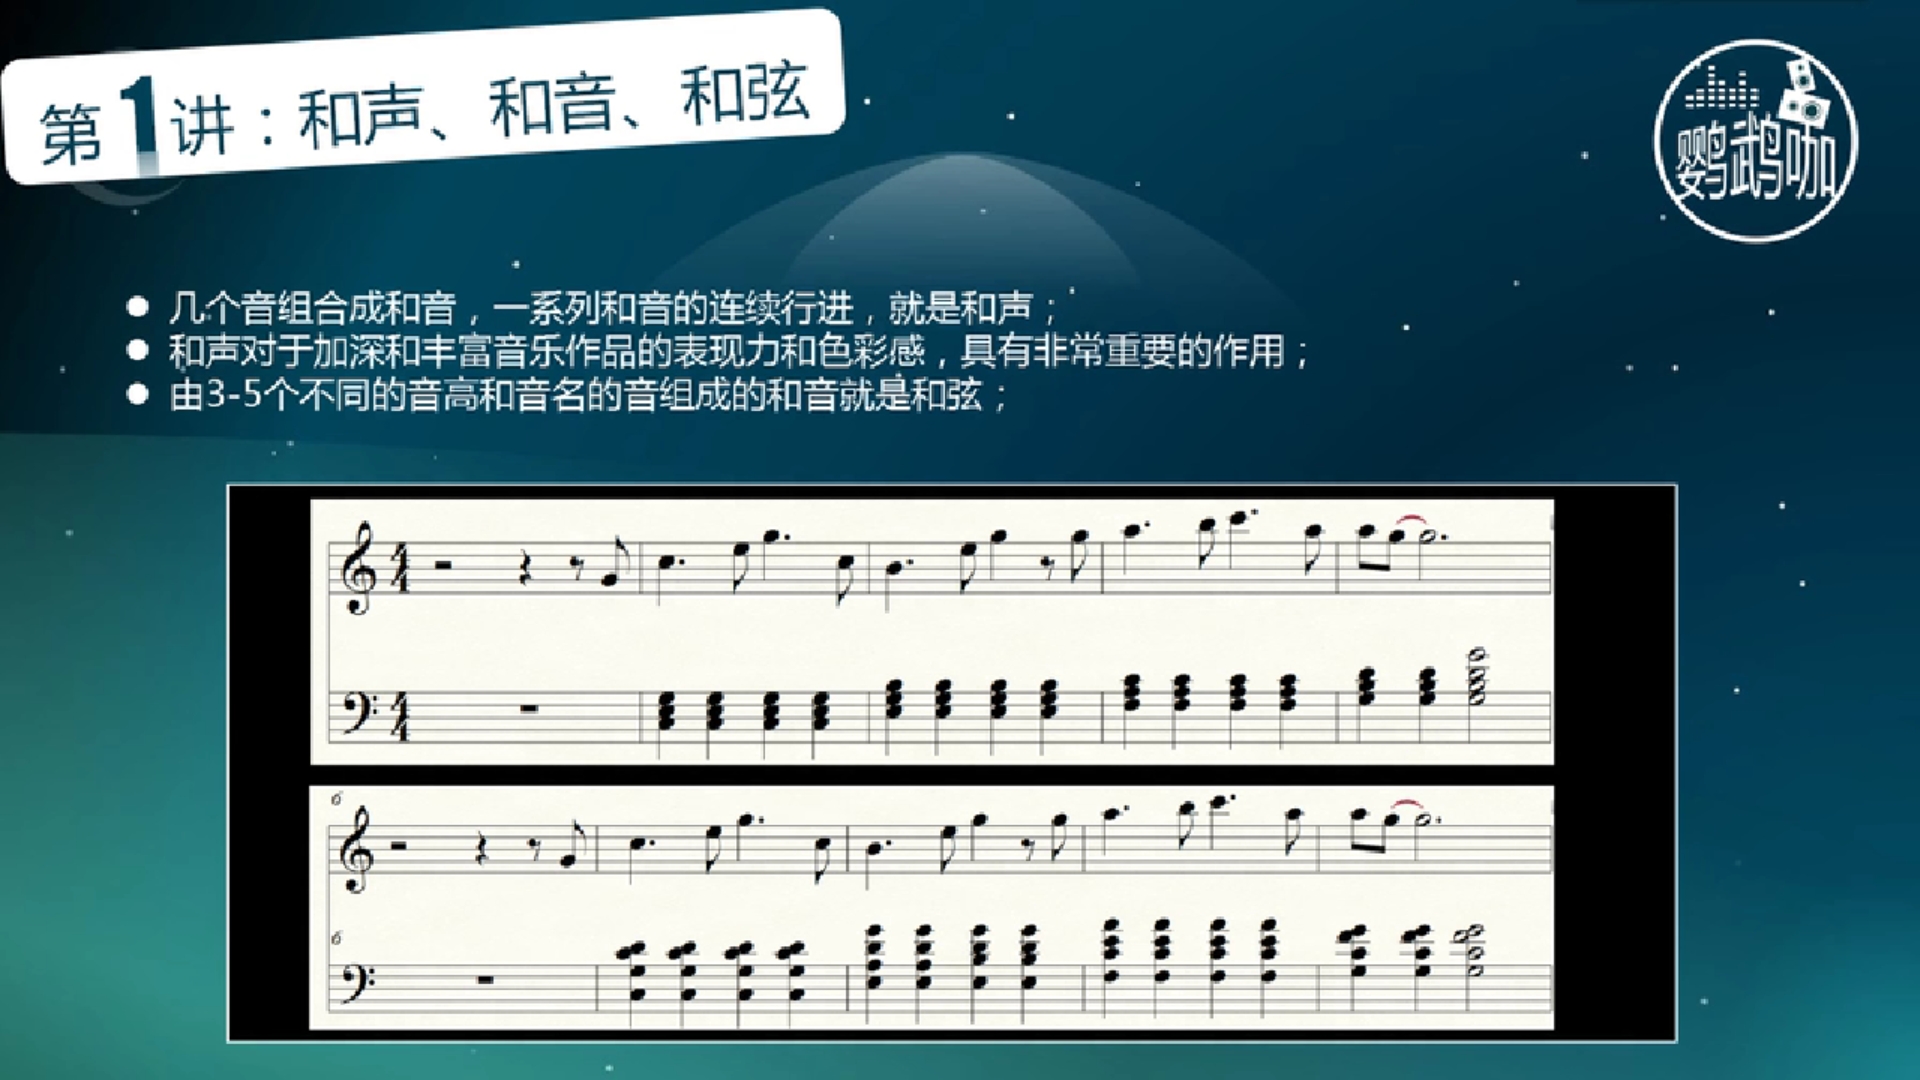 第1讲：和声、和音、和弦
鹦鹉咖
几个音组合成和音，一系列和音的连续行进，就是和声；
和声对于加深和丰富音乐作品的表现力和色彩感，具有非常重要的作用；
由3-5个不同的音高和音名的音组成的和音就是和弦；
4
4
4
4
6
6